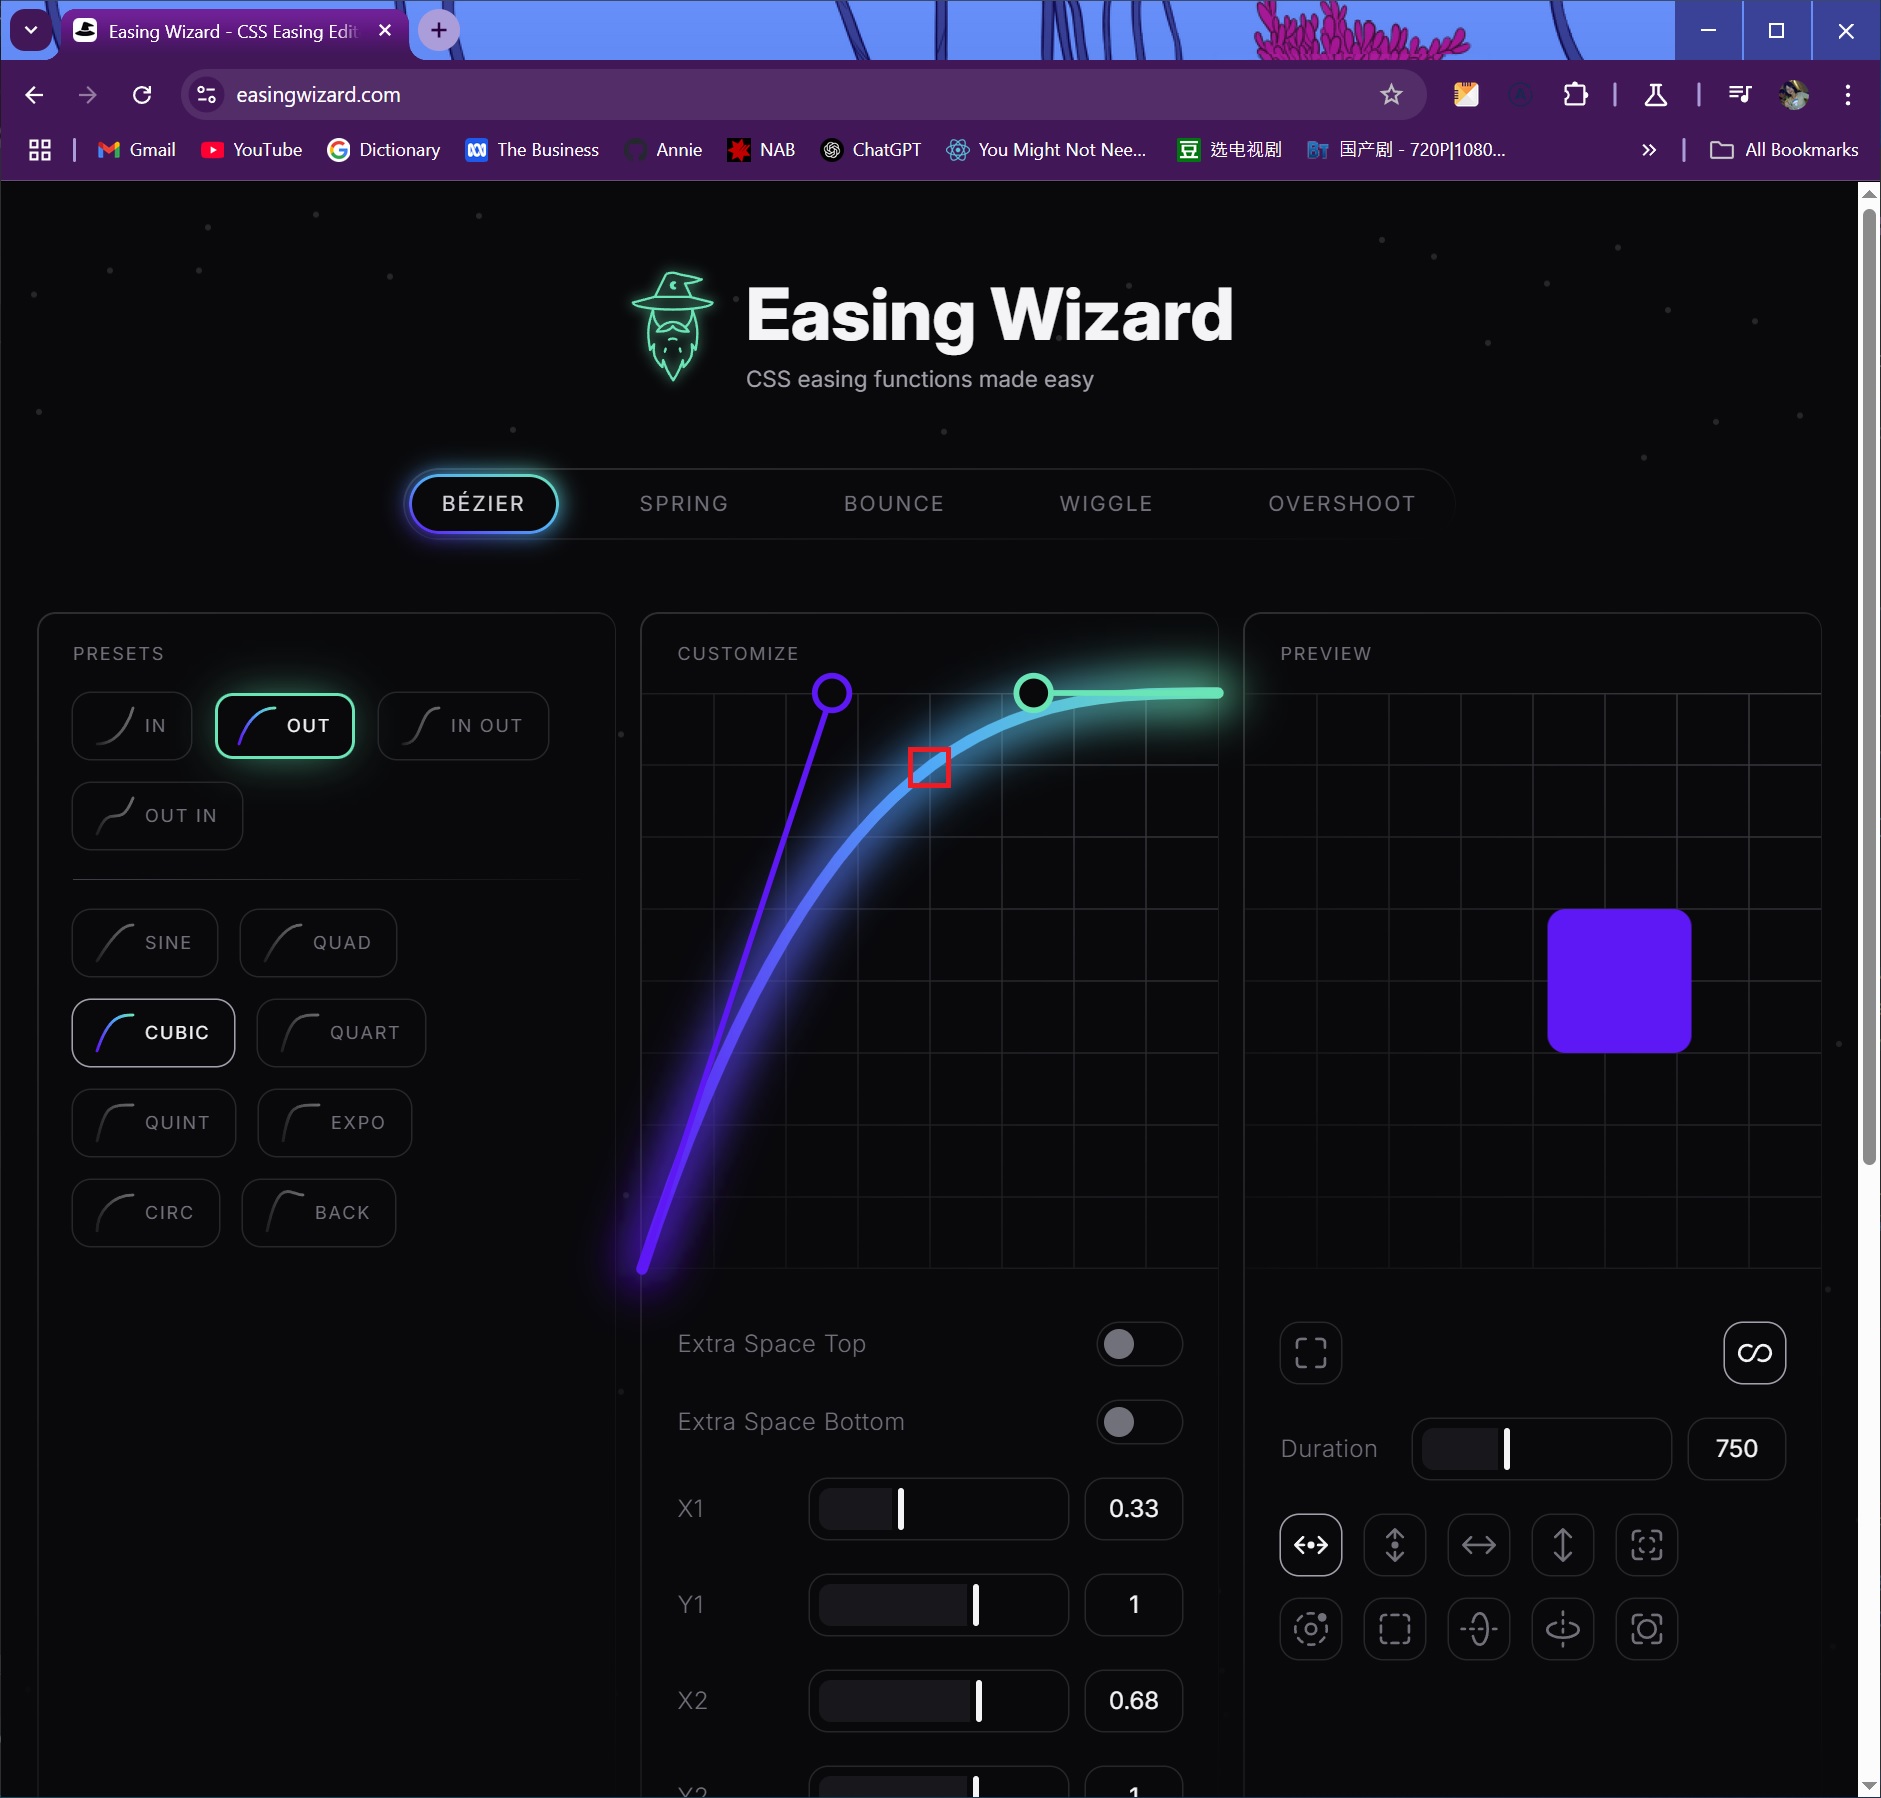 Easing Wizard - CSS Easing Edit
easingwizard.com
Gmail
YouTube
Dictionary
The Business
Annie
NAB
ChatGPT
You Might Not Nee...
选电视剧
国产剧 - 720P|1080...
All Bookmarks
Easing Wizard
CSS easing functions made easy
BÉZIER
SPRING
BOUNCE
WIGGLE
OVERSHOOT
PRESETS
IN
OUT
IN OUT
OUT IN
SINE
QUAD
CUBIC
QUART
QUINT
EXPO
CIRC
BACK
CUSTOMIZE
Extra Space Top
Extra Space Bottom
X1
0.33
Y1
1
X2
0.68
Y2
1
PREVIEW
Duration
750